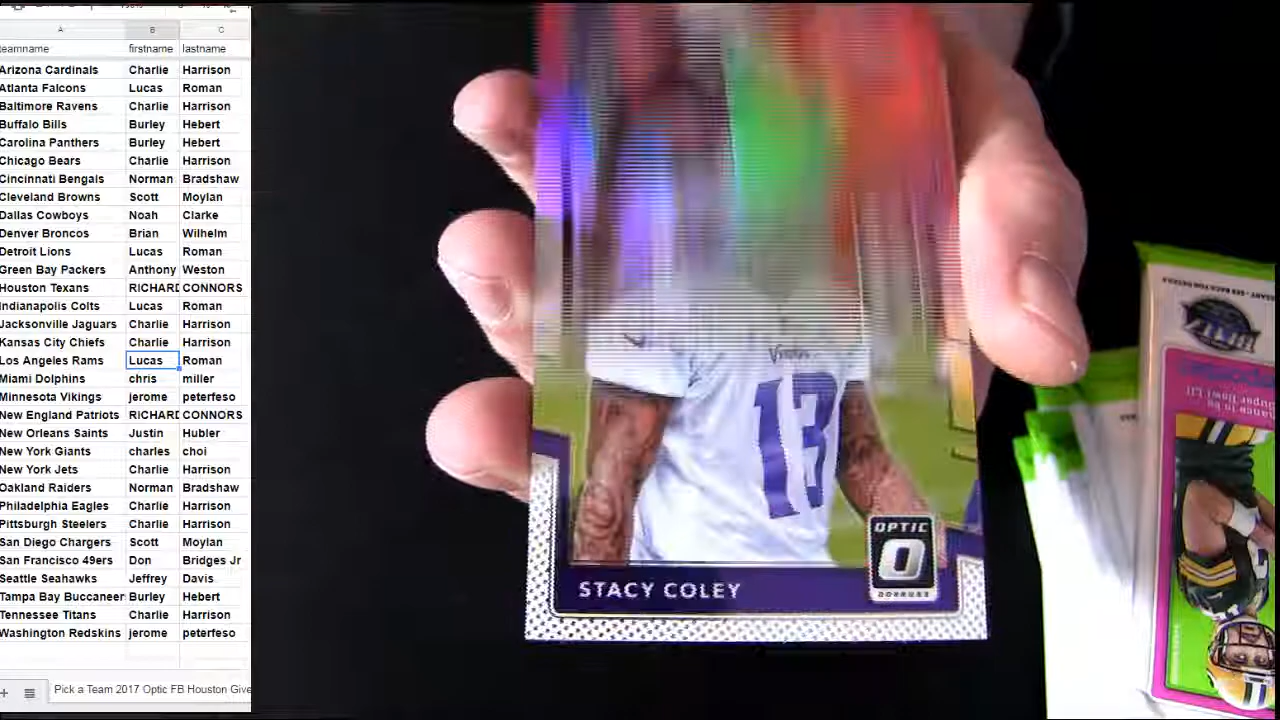 A B C
teamname firstname lastname
Arizona Cardinals Charlie Harrison
Atlanta Falcons Lucas Roman
Baltimore Ravens Charlie Harrison
Buffalo Bills Burley Hebert
Carolina Panthers Burley Hebert
Chicago Bears Charlie Harrison
Cincinnati Bengals Norman Bradshaw
Cleveland Browns Scott Moylan
Dallas Cowboys Noah Clarke
Denver Broncos Brian Wilhelm
Detroit Lions Lucas Roman
Green Bay Packers Anthony Weston
Houston Texans RICHARD CONNORS
Indianapolis Colts Lucas Roman
Jacksonville Jaguars Charlie Harrison
Kansas City Chiefs Charlie Harrison
Los Angeles Rams Lucas Roman
Miami Dolphins chris miller
Minnesota Vikings jerome peterfeso
New England Patriots RICHARD CONNORS
New Orleans Saints Justin Hubler
New York Giants charles choi
New York Jets Charlie Harrison
Oakland Raiders Norman Bradshaw
Philadelphia Eagles Charlie Harrison
Pittsburgh Steelers Charlie Harrison
San Diego Chargers Scott Moylan
San Francisco 49ers Don Bridges Jr
Seattle Seahawks Jeffrey Davis
Tampa Bay Buccaneer Burley Hebert
Tennessee Titans Charlie Harrison
Washington Redskins jerome peterfeso
Pick a Team 2017 Optic FB Houston Give
13
OPTIC
DONRUSS
STACY COLEY